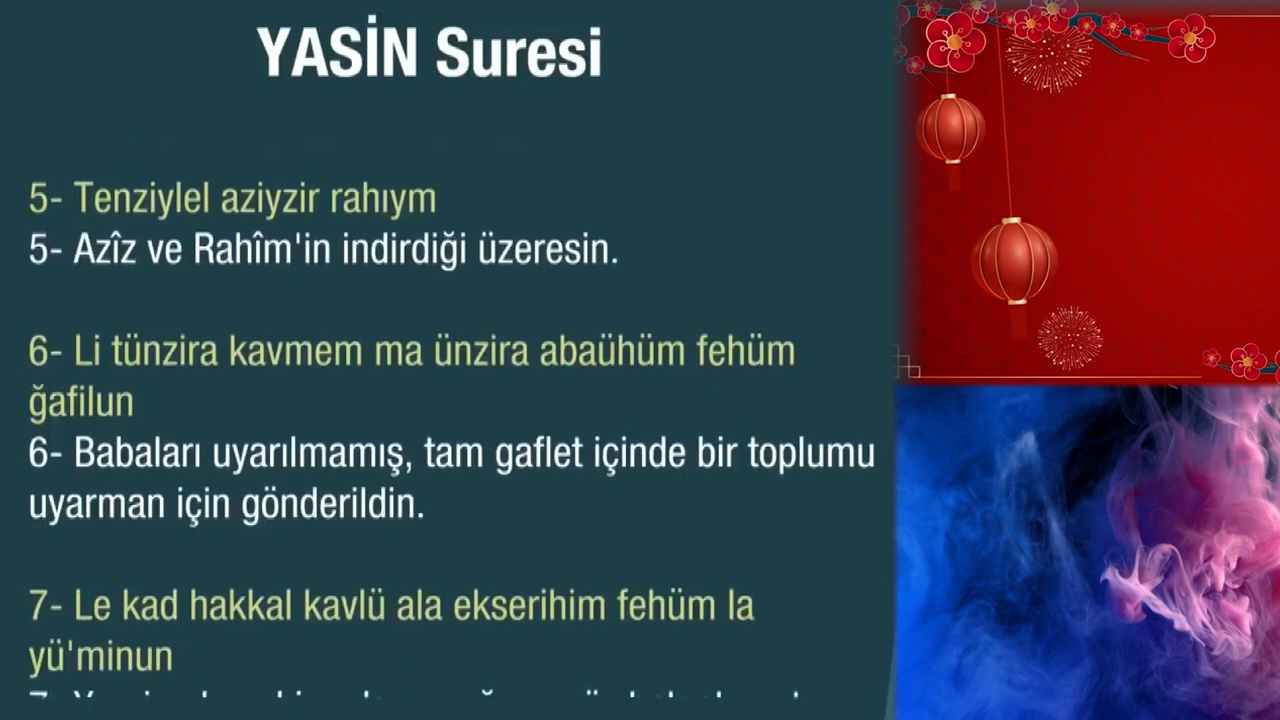 YASİN Suresi
5- Tenziylel aziyzir rahıym
5- Azîz ve Rahîm'in indirdiği üzeresin.
6- Li tünzira kavmem ma ünzira abaühüm fehüm
ğafilun
6- Babaları uyarılmamış, tam gaflet içinde bir toplumu
uyarman için gönderildin.
7- Le kad hakkal kavlü ala ekserihim fehüm la
yü'minun